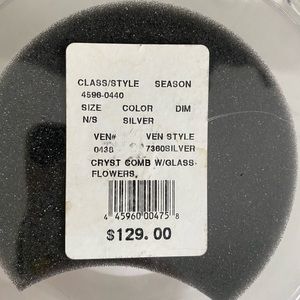 CLASS/STYLE SEASON
4596-0440
SIZE COLOR DIM
N/S SILVER
VEN# VEN STYLE
0438 7360SILVER
CRYST COMB W/GLASS
FLOWERS,
4 45960 00475 8
$129.00